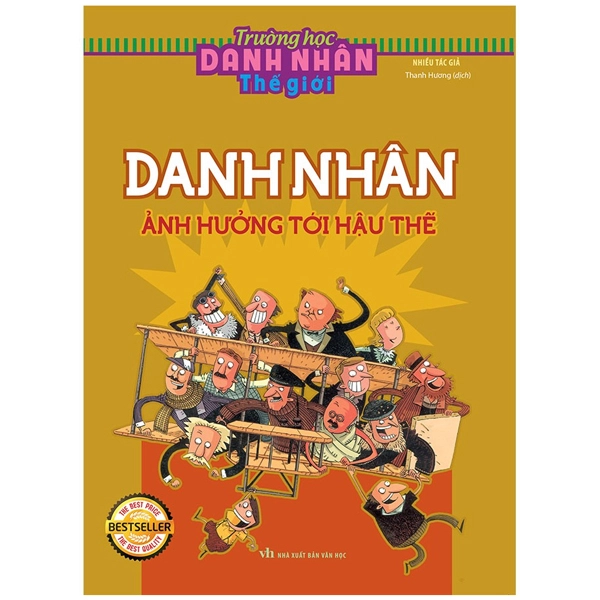 Trường học
DANH NHÂN
Thế giới
NHIỀU TÁC GIẢ
Thanh Hương (dịch)
DANH NHÂN
ẢNH HƯỞNG TỚI HẬU THẾ
THE BEST PRICE
BESTSELLER
THE BEST QUALITY
vh NHÀ XUẤT BẢN VĂN HỌC